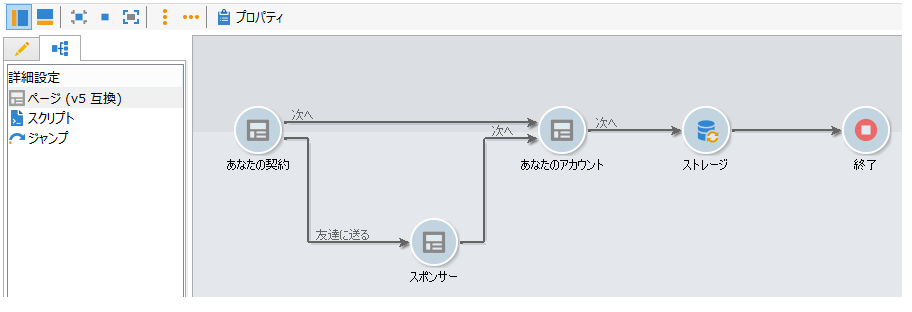 プロパティ
詳細設定
ページ (v5 互換)
スクリプト
ジャンプ
次へ
次へ
次へ
あなたの契約
あなたのアカウント
ストレージ
終了
友達に送る
スポンサー